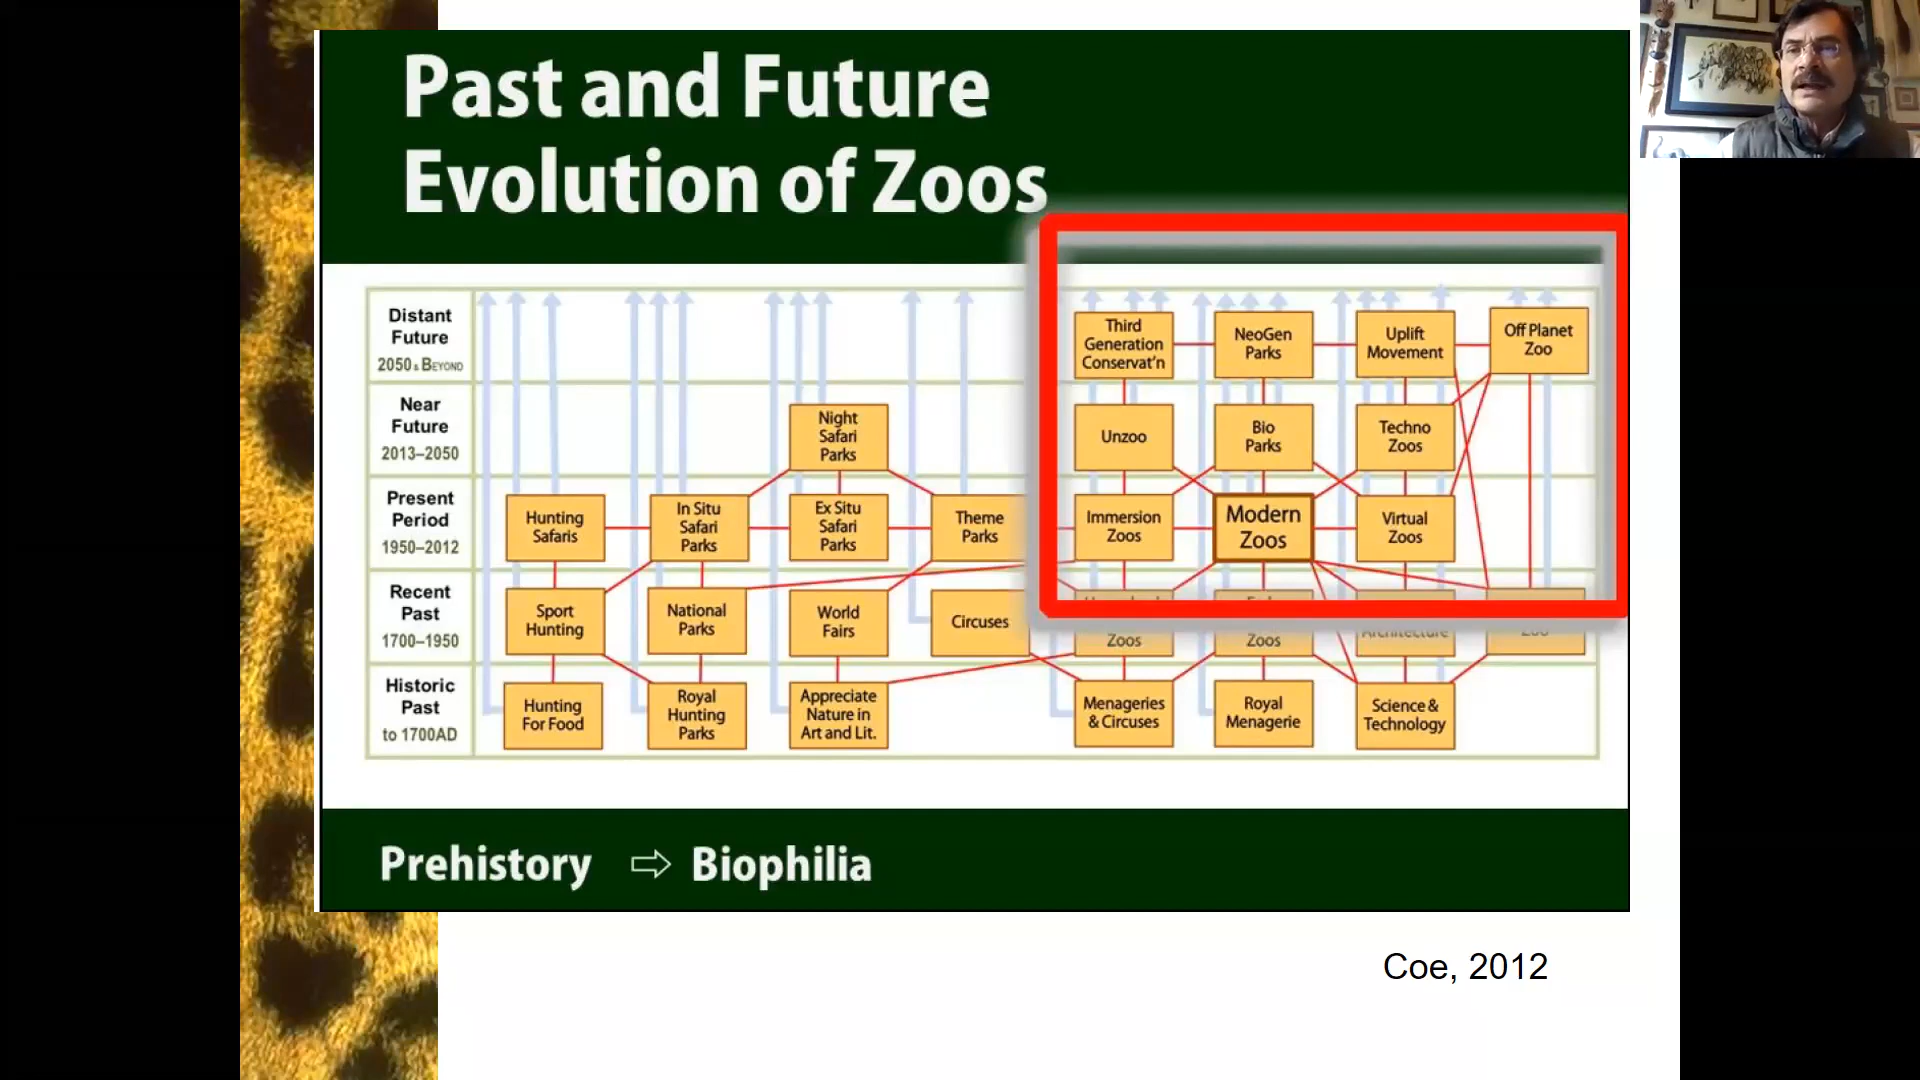 Past and Future
Evolution of Zoos
Distant
Future
2050 & BEYOND
Third
Generation
Conservat'n
NeoGen
Parks
Uplift
Movement
Off Planet
Zoo
Near
Future
2013–2050
Night
Safari
Parks
Unzoo
Bio
Parks
Techno
Zoos
Present
Period
1950–2012
Hunting
Safaris
In Situ
Safari
Parks
Ex Situ
Safari
Parks
Theme
Parks
Immersion
Zoos
Modern
Zoos
Virtual
Zoos
Recent
Past
1700–1950
Sport
Hunting
National
Parks
World
Fairs
Circuses
Zoos
Zoos
Architecture
Zoo
Historic
Past
to 1700AD
Hunting
For Food
Royal
Hunting
Parks
Appreciate
Nature in
Art and Lit.
Menageries
& Circuses
Royal
Menagerie
Science &
Technology
Prehistory ⇨ Biophilia
Coe, 2012